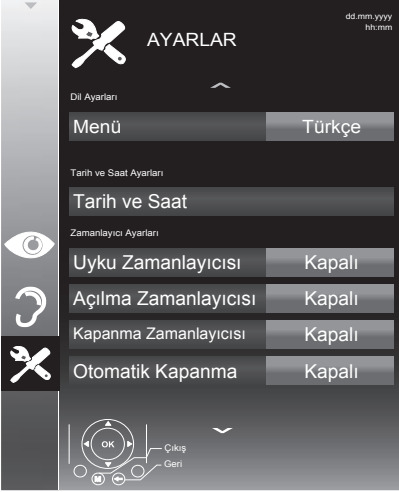 AYARLAR
dd.mm.yyyy
hh:mm
Dil Ayarları
Menü Türkçe
Tarih ve Saat Ayarları
Tarih ve Saat
Zamanlayıcı Ayarları
Uyku Zamanlayıcısı Kapalı
Açılma Zamanlayıcısı Kapalı
Kapanma Zamanlayıcısı Kapalı
Otomatik Kapanma Kapalı
OK
Çıkış
M
Geri